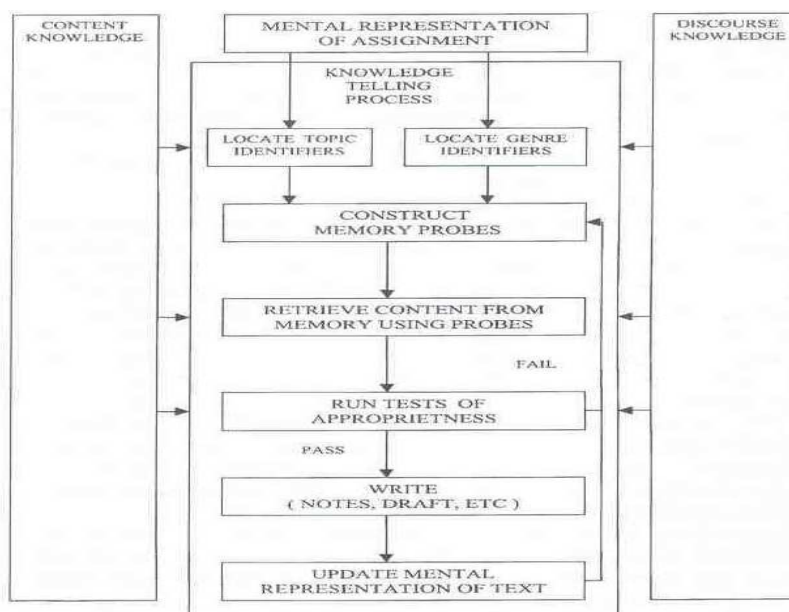 CONTENT
KNOWLEDGE
MENTAL REPRESENTATION
OF ASSIGNMENT
DISCOURSE
KNOWLEDGE
KNOWLEDGE
TELLING
PROCESS
LOCATE TOPIC
IDENTIFIERS
LOCATE GENRE
IDENTIFIERS
CONSTRUCT
MEMORY PROBES
RETRIEVE CONTENT FROM
MEMORY USING PROBES
FAIL
RUN TESTS OF
APPROPRIETNESS
PASS
WRITE
( NOTES, DRAFT, ETC )
UPDATE MENTAL
REPRESENTATION OF TEXT